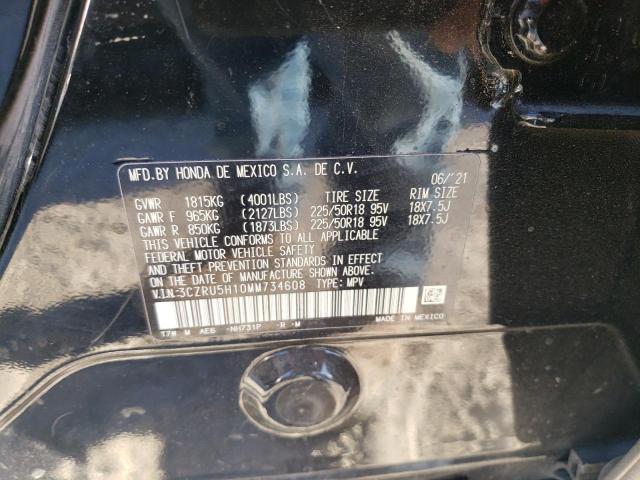 MFD.BY HONDA DE MEXICO S.A. DE C.V. 06/'21
GVWR 1815KG (4001LBS) TIRE SIZE RIM SIZE
GAWR F 965KG (2127LBS) 225/50R18 95V 18X7.5J
GAWR R 850KG (1873LBS) 225/50R18 95V 18X7.5J
THIS VEHICLE CONFORMS TO ALL APPLICABLE
FEDERAL MOTOR VEHICLE SAFETY
AND THEFT PREVENTION STANDARDS IN EFFECT
ON THE DATE OF MANUFACTURE SHOWN ABOVE.
V.I.N.:3CZRU5H10MM734608 TYPE: MPV
MADE IN MEXICO
T7W M AE6 -NH731P -R -M